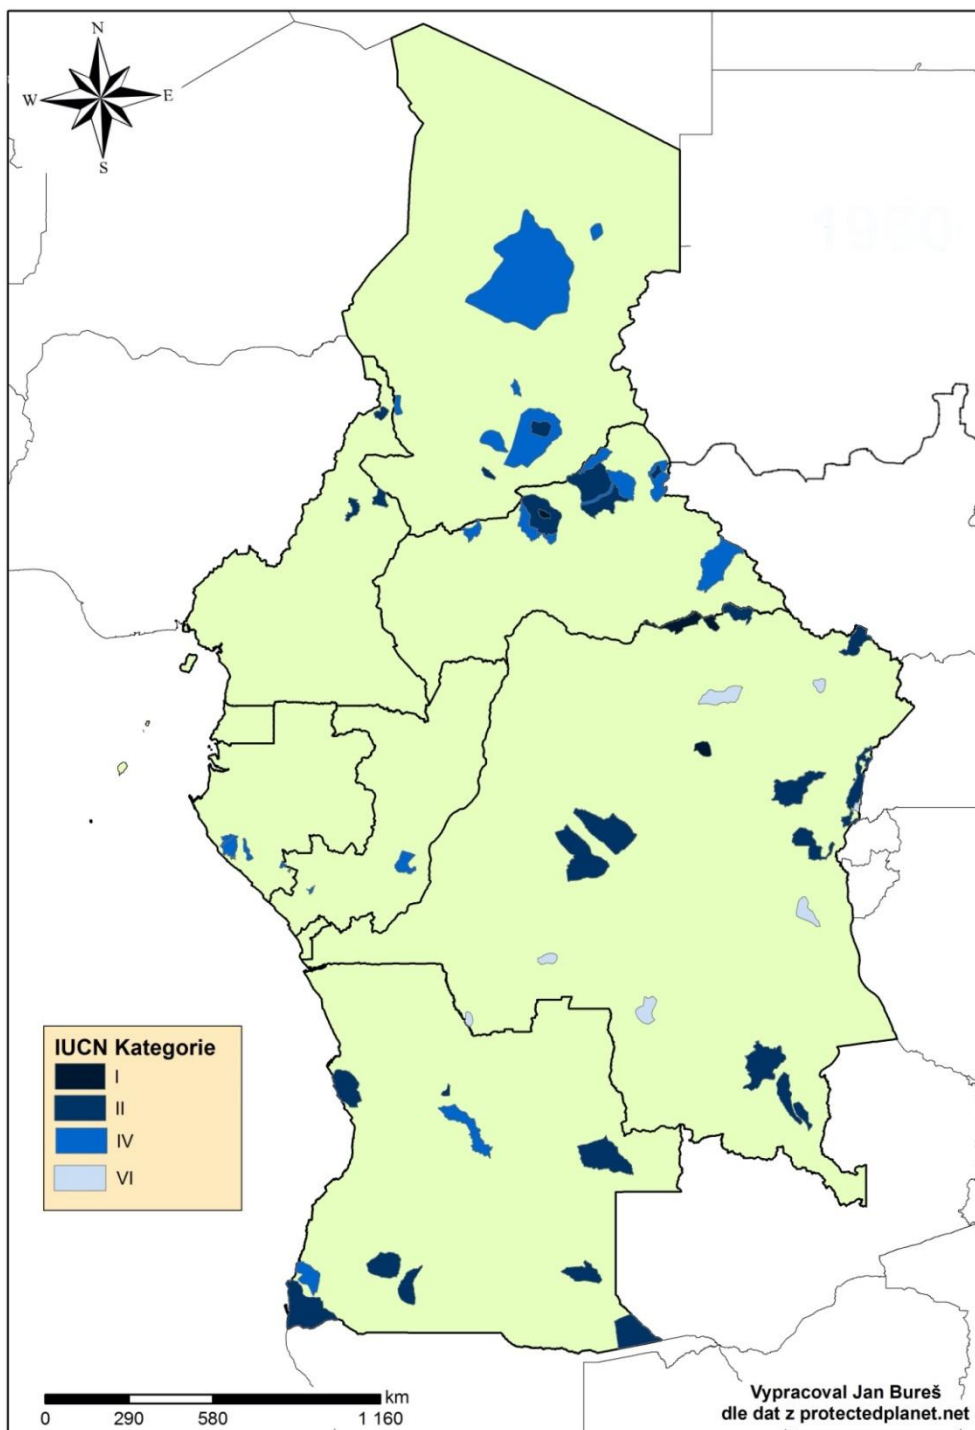 N
W
E
S
IUCN Kategorie
I
II
IV
VI
km
0 290 580 1 160
Vypracoval Jan Bureš
dle dat z protectedplanet.net